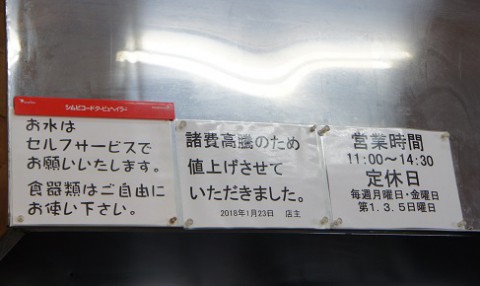 お水は
セルフサービスで
お願いいたします。
食器類はご自由に
お使い下さい。
諸費高騰のため
値上げさせて
いただきました。
2018年1月23日 店主
営業時間
11:00～14:30
定休日
毎週月曜日・金曜日
第1.3.5日曜日